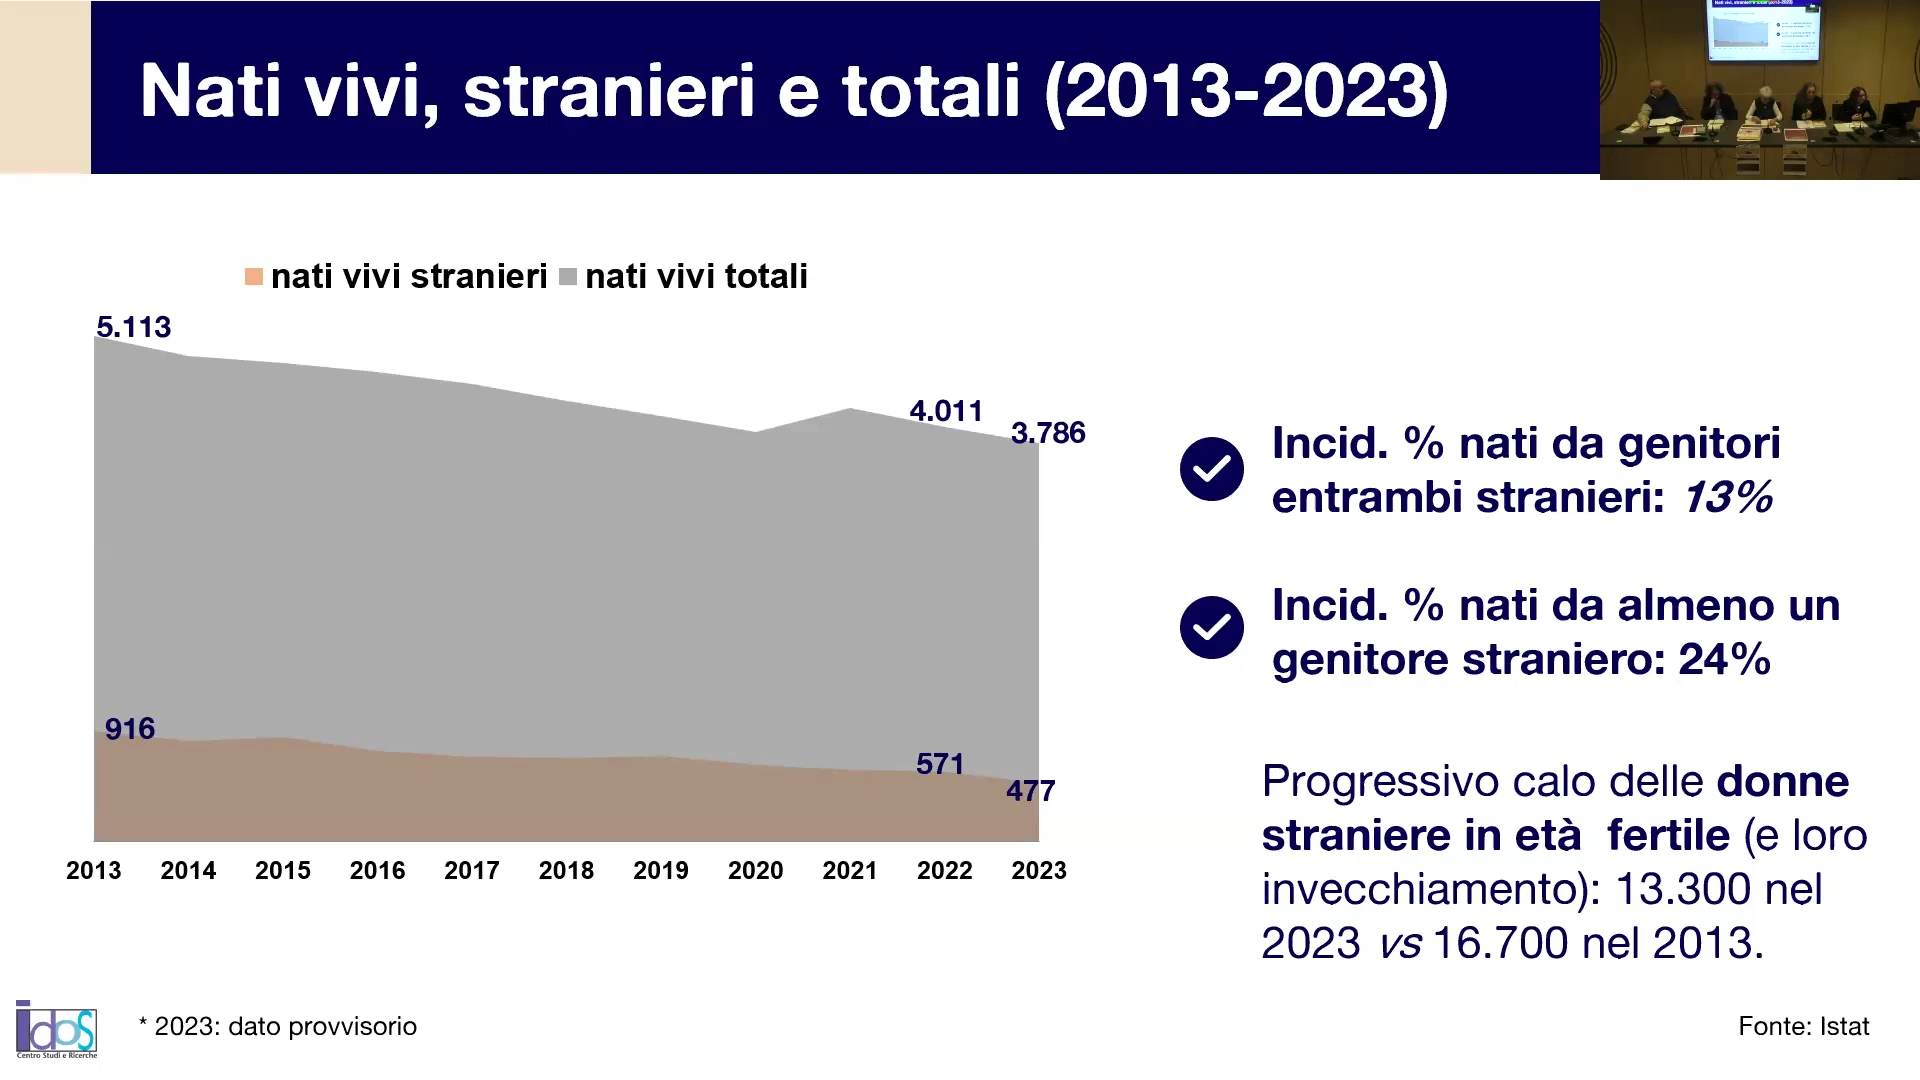 Nati vivi, stranieri e totali (2013-2023)
nati vivi stranieri nati vivi totali
5.113
4.011
3.786
916
571
477
2013 2014 2015 2016 2017 2018 2019 2020 2021 2022 2023
Incid. % nati da genitori
entrambi stranieri: 13%
Incid. % nati da almeno un
genitore straniero: 24%
Progressivo calo delle donne
straniere in età fertile (e loro
invecchiamento): 13.300 nel
2023 vs 16.700 nel 2013.
idos
Centro Studi e Ricerche
* 2023: dato provvisorio
Fonte: Istat